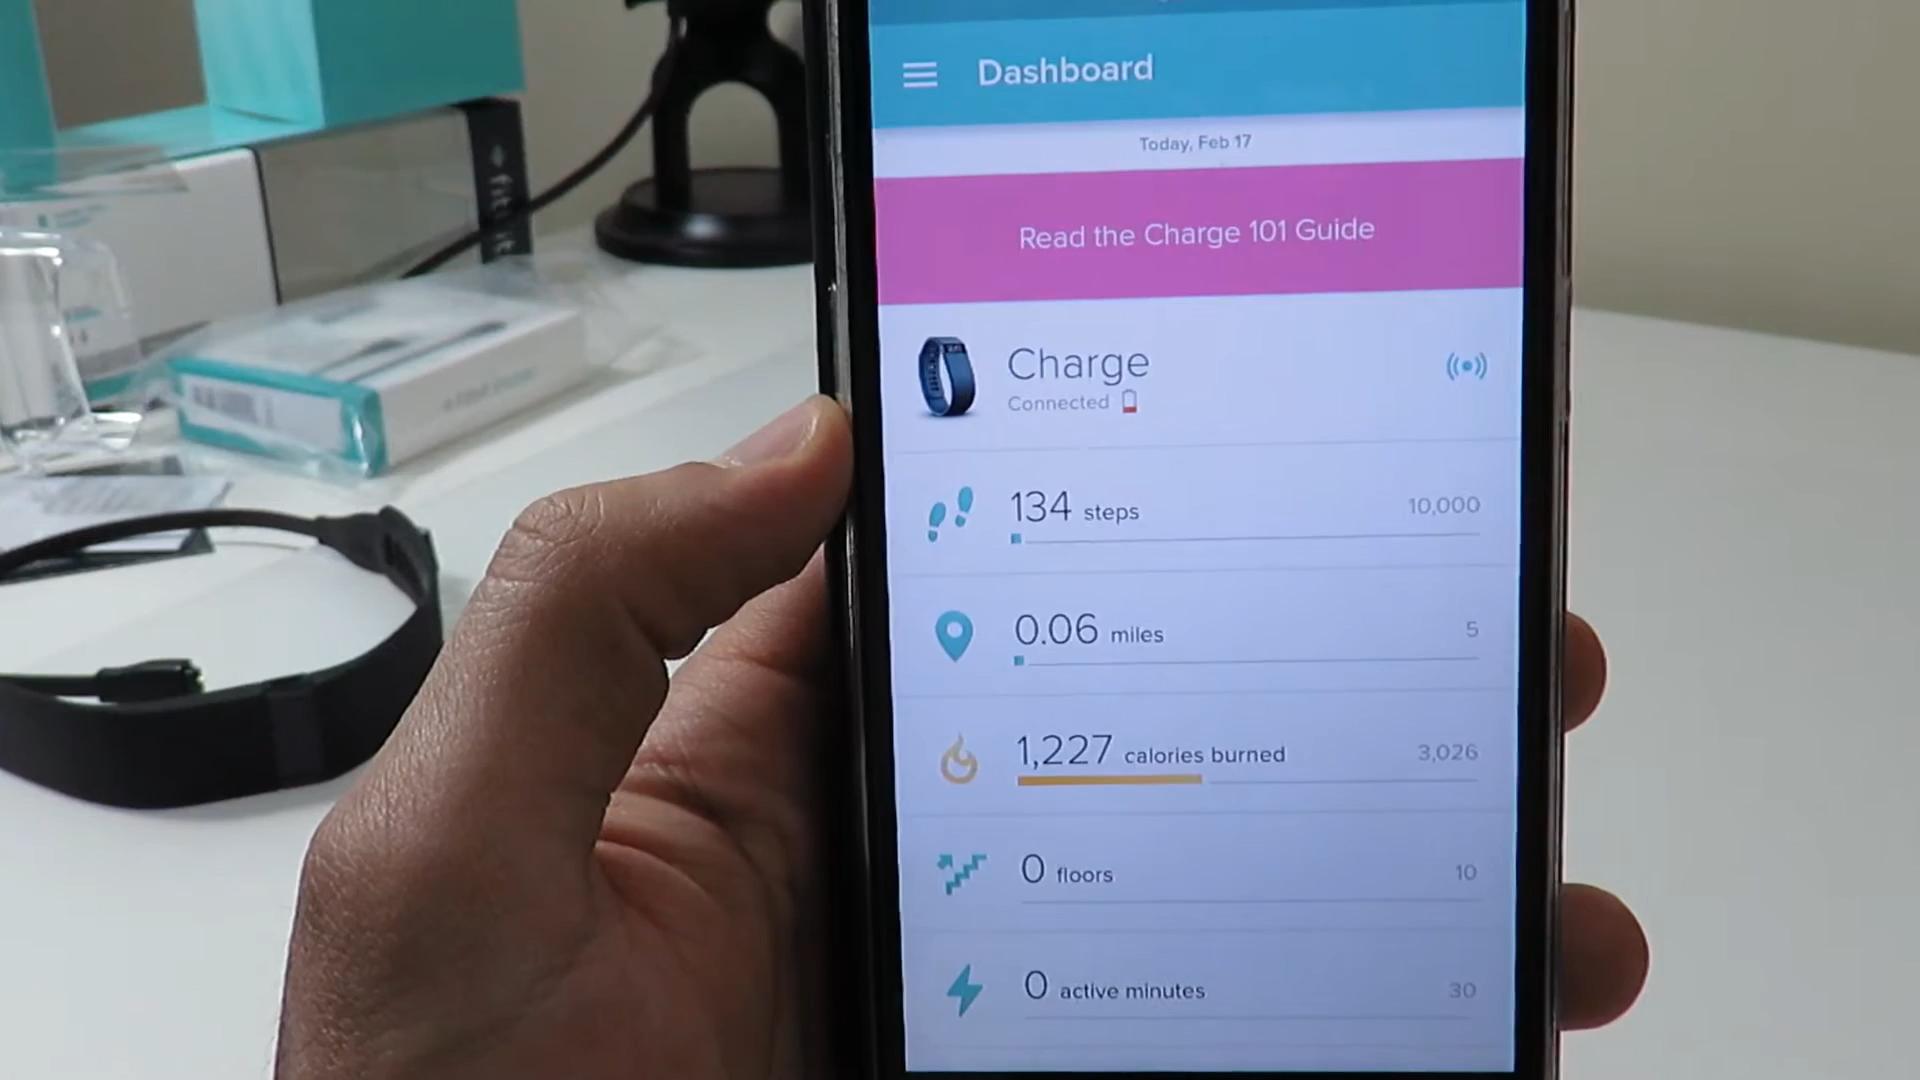 Dashboard
Today, Feb 17
Read the Charge 101 Guide
Charge
Connected
134 steps 10,000
0.06 miles 5
1,227 calories burned 3,026
0 floors 10
0 active minutes 30
fitbit